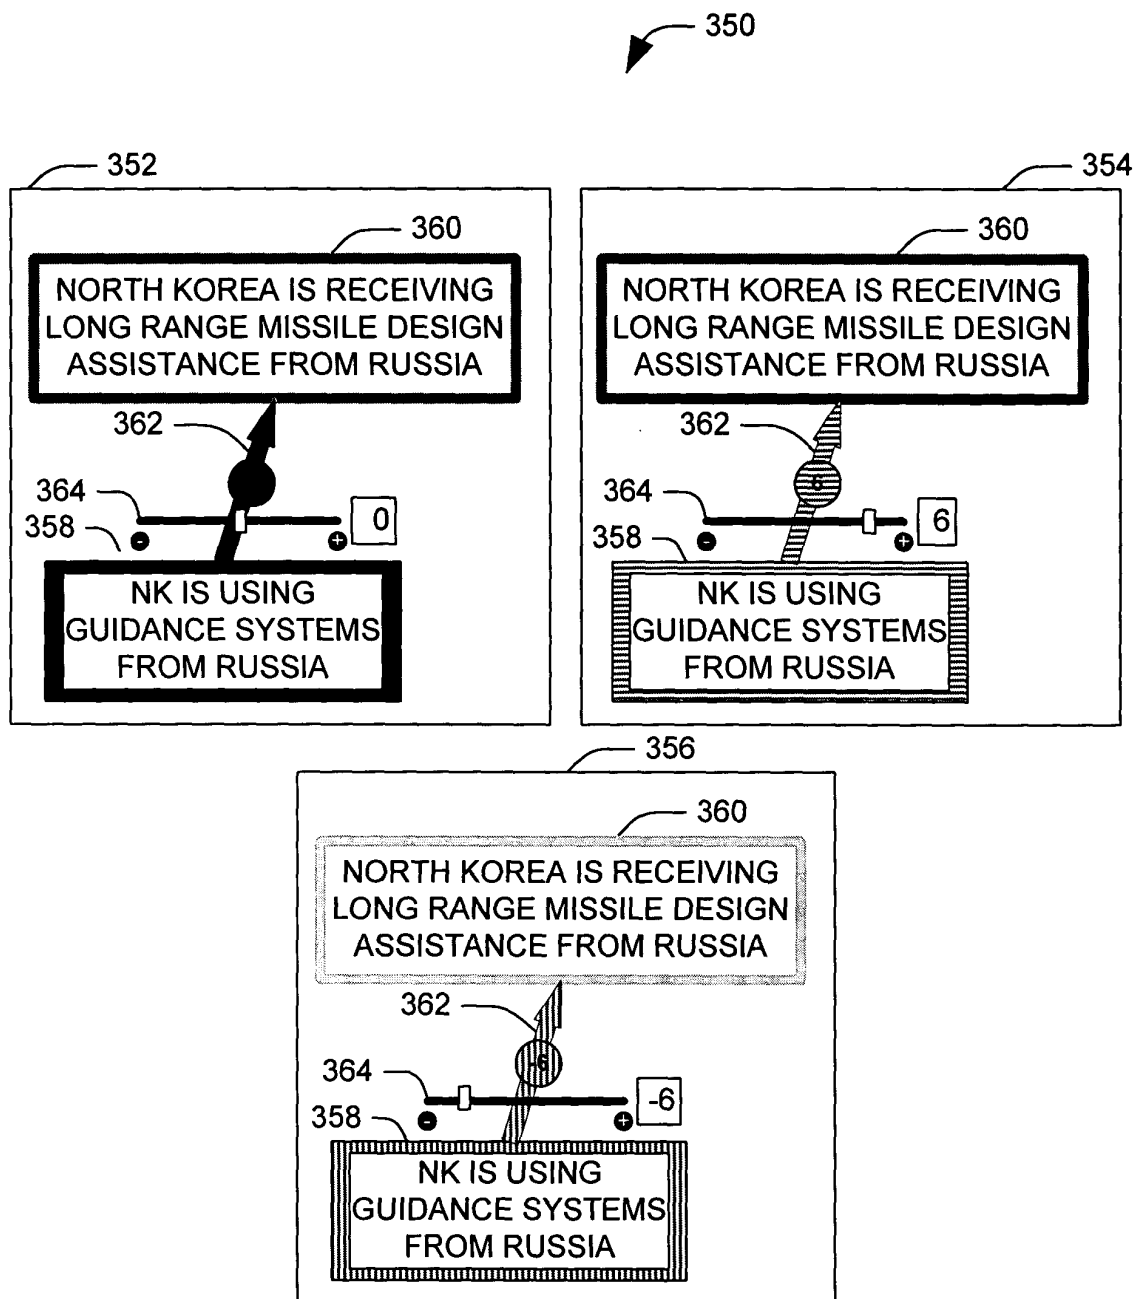 350
352
360
NORTH KOREA IS RECEIVING
LONG RANGE MISSILE DESIGN
ASSISTANCE FROM RUSSIA
362
364
0
-
+
358
NK IS USING
GUIDANCE SYSTEMS
FROM RUSSIA
354
360
NORTH KOREA IS RECEIVING
LONG RANGE MISSILE DESIGN
ASSISTANCE FROM RUSSIA
362
6
364
6
-
+
358
NK IS USING
GUIDANCE SYSTEMS
FROM RUSSIA
356
360
NORTH KOREA IS RECEIVING
LONG RANGE MISSILE DESIGN
ASSISTANCE FROM RUSSIA
362
-6
364
-6
-
+
358
NK IS USING
GUIDANCE SYSTEMS
FROM RUSSIA